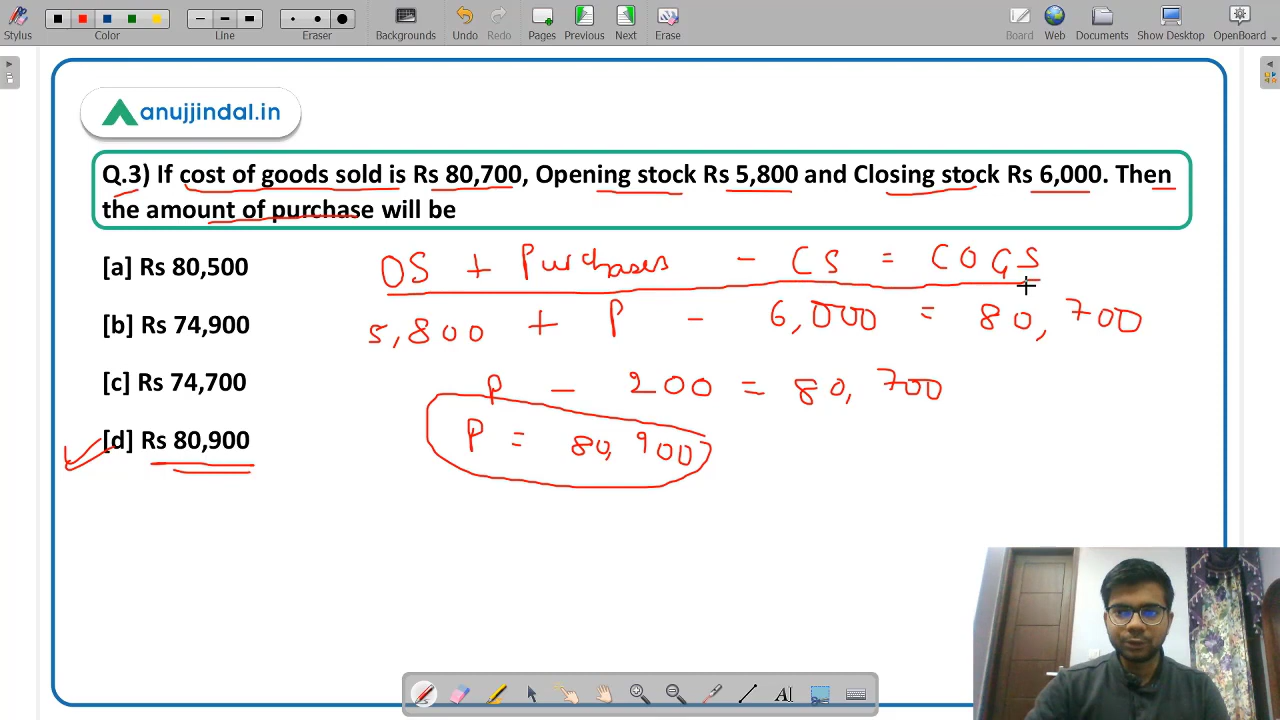 Stylus
Color
Line
Eraser
Backgrounds
Undo
Redo
Pages
Previous
Next
Erase
Board
Web
Documents
Show Desktop
OpenBoard
anujjindal.in
Q.3) If cost of goods sold is Rs 80,700, Opening stock Rs 5,800 and Closing stock Rs 6,000. Then
the amount of purchase will be
[a] Rs 80,500
[b] Rs 74,900
[c] Rs 74,700
[d] Rs 80,900
OS + Purchases - CS = COGS
5,800 + P - 6,000 = 80,700
P - 200 = 80,700
P = 80,900